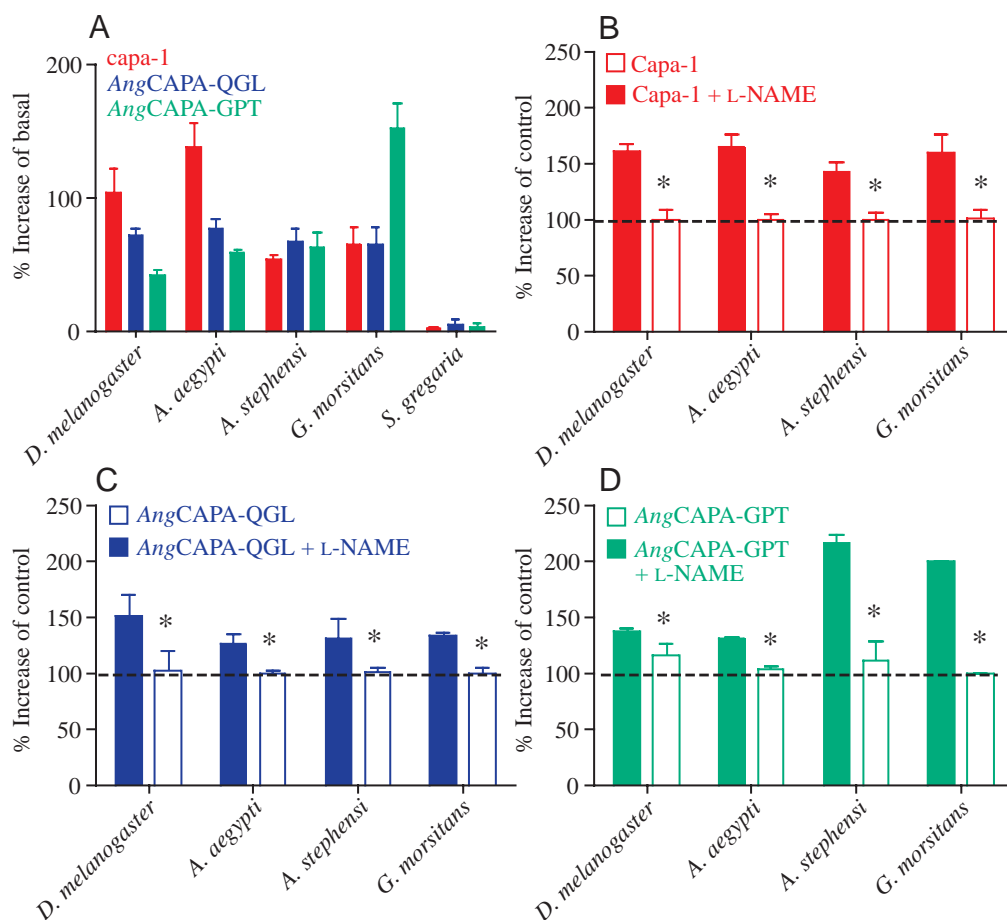 A
capa-1
AngCAPA-QGL
AngCAPA-GPT
% Increase of basal
200
100
0
D. melanogaster
A. aegypti
A. stephensi
G. morsitans
S. gregaria
B
Capa-1
Capa-1 + L-NAME
% Increase of control
250
200
150
100
50
0
*
*
*
*
D. melanogaster
A. aegypti
A. stephensi
G. morsitans
C
AngCAPA-QGL
AngCAPA-QGL + L-NAME
% Increase of control
250
200
150
100
50
0
*
*
*
*
D. melanogaster
A. aegypti
A. stephensi
G. morsitans
D
AngCAPA-GPT
AngCAPA-GPT
+ L-NAME
% Increase of control
250
200
150
100
50
0
*
*
*
*
D. melanogaster
A. aegypti
A. stephensi
G. morsitans